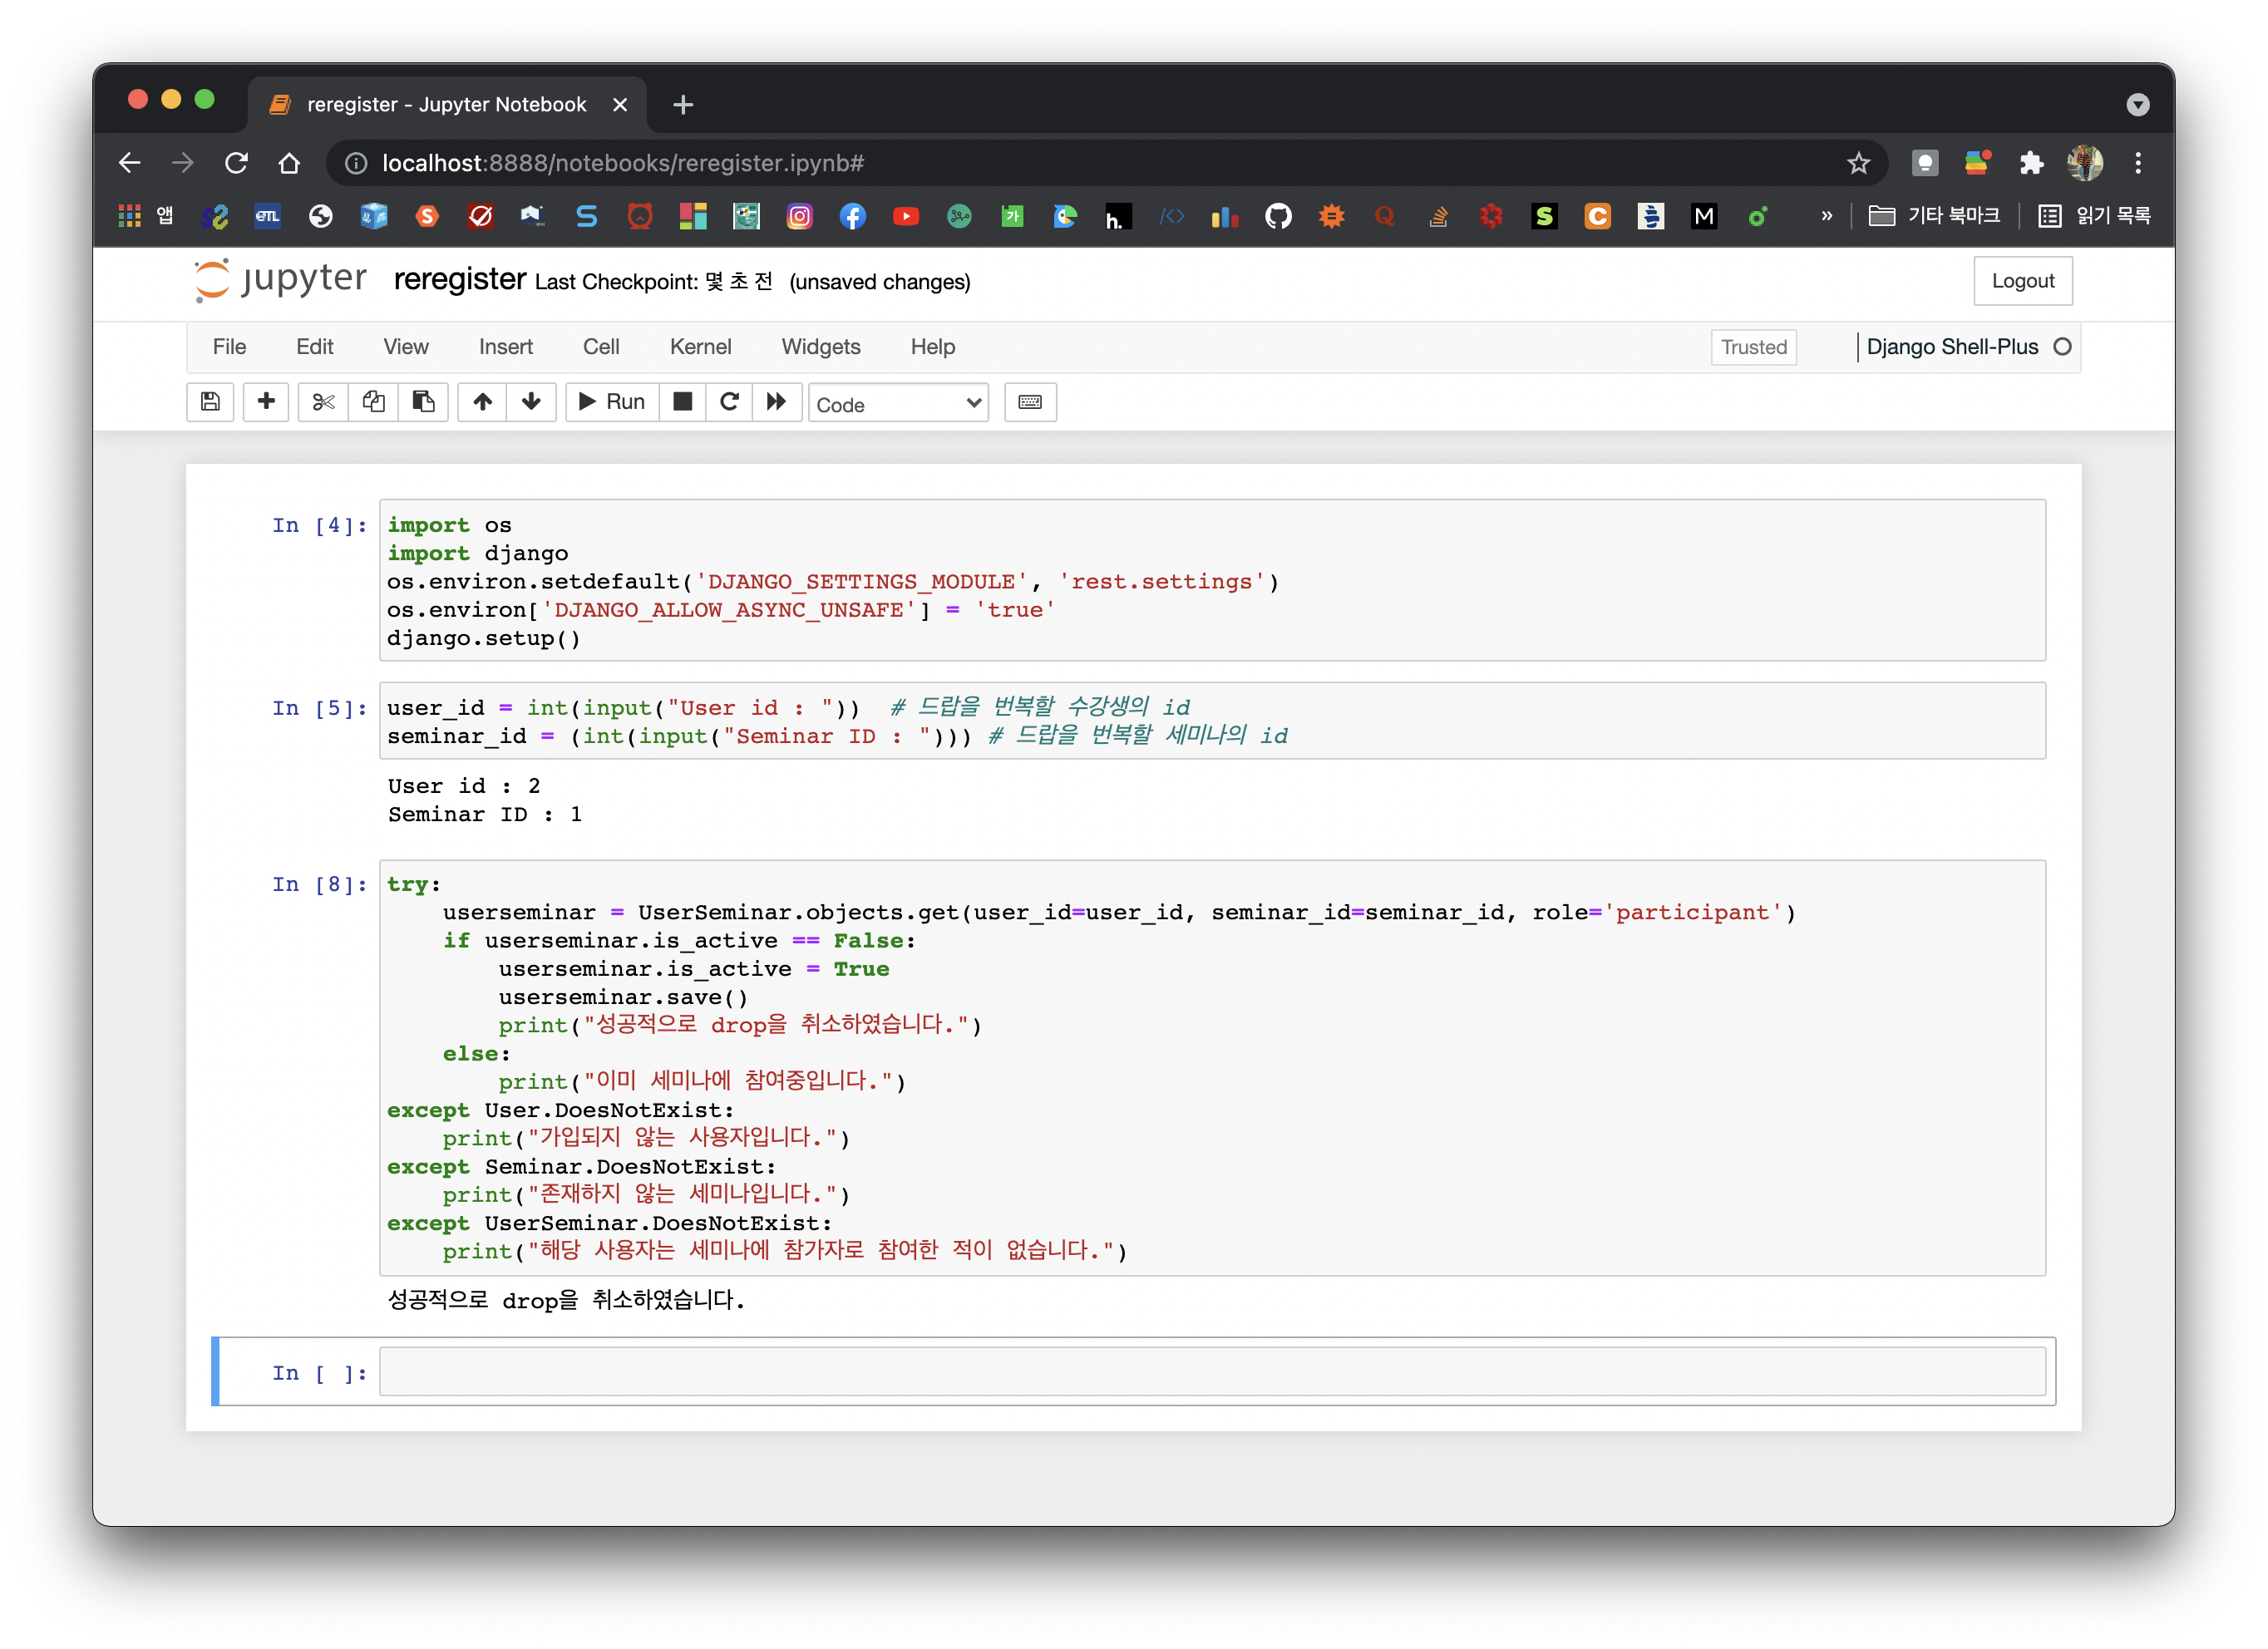 reregister - Jupyter Notebook
localhost:8888/notebooks/reregister.ipynb#
앱
eTL
가
h.
기타 북마크
읽기 목록
jupyter reregister Last Checkpoint: 몇 초 전 (unsaved changes)
Logout
File Edit View Insert Cell Kernel Widgets Help
Trusted
Django Shell-Plus
Run
Code
In [4]: import os
import django
os.environ.setdefault('DJANGO_SETTINGS_MODULE', 'rest.settings')
os.environ['DJANGO_ALLOW_ASYNC_UNSAFE'] = 'true'
django.setup()
In [5]: user_id = int(input("User id : "))  # 드랍을 번복할 수강생의 id
seminar_id = (int(input("Seminar ID : "))) # 드랍을 번복할 세미나의 id
User id : 2
Seminar ID : 1
In [8]: try:
    userseminar = UserSeminar.objects.get(user_id=user_id, seminar_id=seminar_id, role='participant')
    if userseminar.is_active == False:
        userseminar.is_active = True
        userseminar.save()
        print("성공적으로 drop을 취소하였습니다.")
    else:
        print("이미 세미나에 참여중입니다.")
except User.DoesNotExist:
    print("가입되지 않는 사용자입니다.")
except Seminar.DoesNotExist:
    print("존재하지 않는 세미나입니다.")
except UserSeminar.DoesNotExist:
    print("해당 사용자는 세미나에 참가자로 참여한 적이 없습니다.")
성공적으로 drop을 취소하였습니다.
In [ ]: